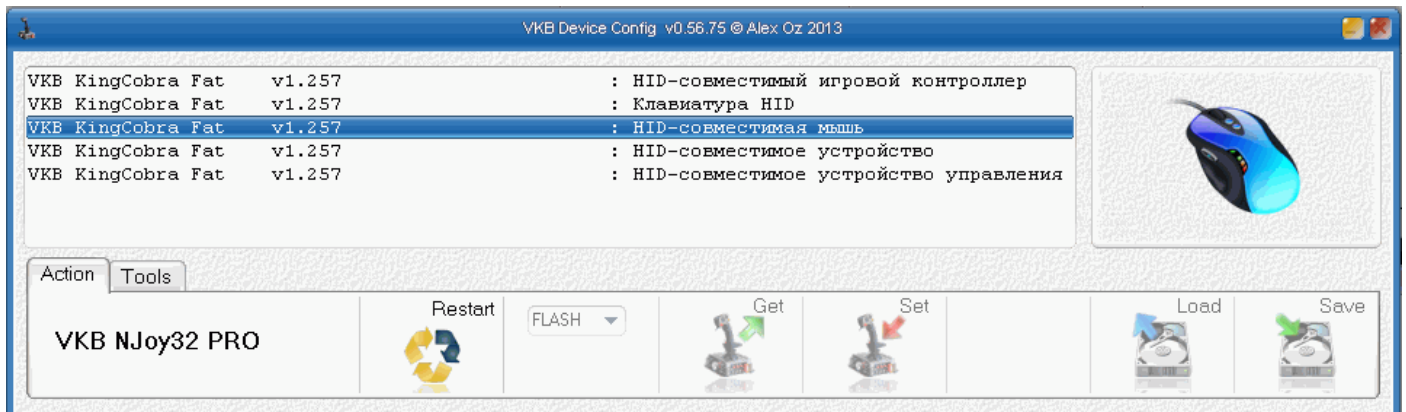 VKB Device Config v0.56.75 © Alex Oz 2013
VKB KingCobra Fat v1.257 : HID-совместимый игровой контроллер
VKB KingCobra Fat v1.257 : Клавиатура HID
VKB KingCobra Fat v1.257 : HID-совместимая мышь
VKB KingCobra Fat v1.257 : HID-совместимое устройство
VKB KingCobra Fat v1.257 : HID-совместимое устройство управления
Action Tools
VKB NJoy32 PRO Restart FLASH Get Set Load Save